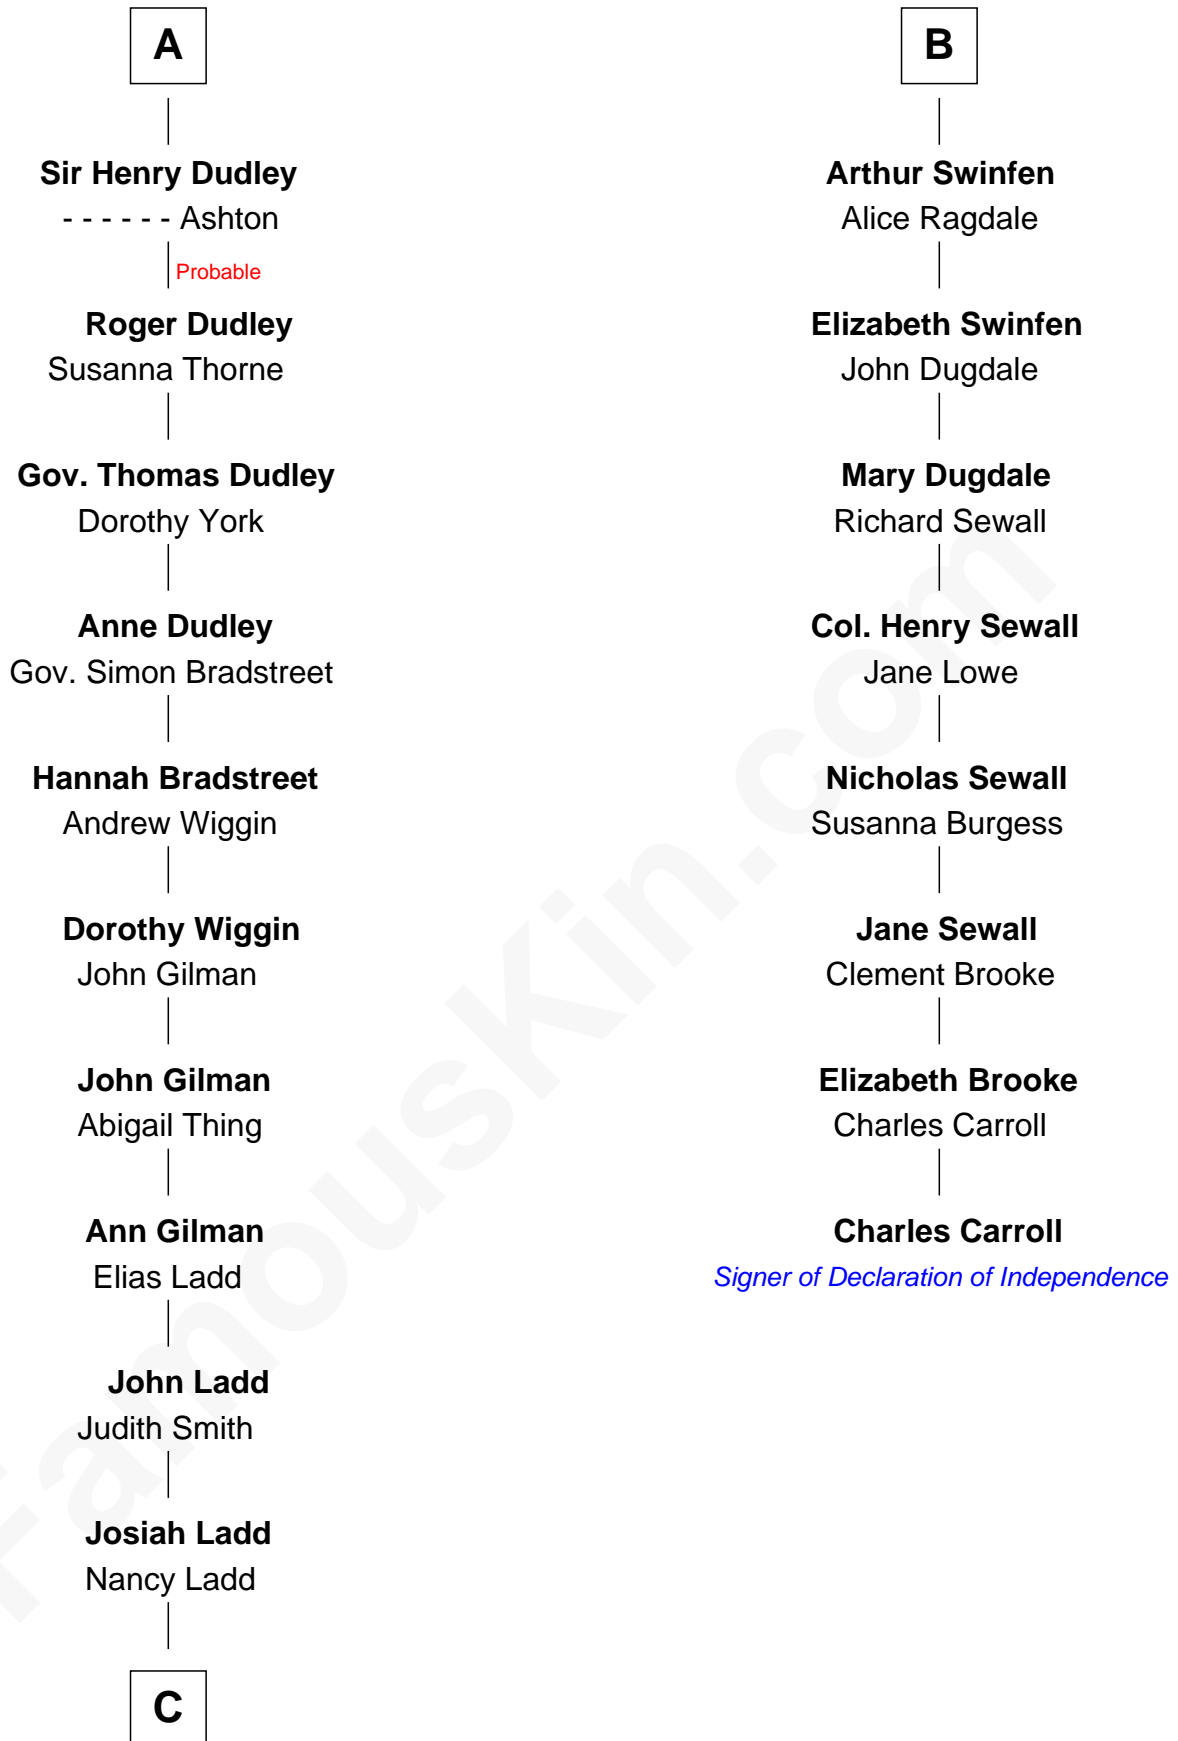 A
Sir Henry Dudley
- - - - - - Ashton
Probable
Roger Dudley
Susanna Thorne
Gov. Thomas Dudley
Dorothy York
Anne Dudley
Gov. Simon Bradstreet
Hannah Bradstreet
Andrew Wiggin
Dorothy Wiggin
John Gilman
John Gilman
Abigail Thing
Ann Gilman
Elias Ladd
John Ladd
Judith Smith
Josiah Ladd
Nancy Ladd
C
B
Arthur Swinfen
Alice Ragdale
Elizabeth Swinfen
John Dugdale
Mary Dugdale
Richard Sewall
Col. Henry Sewall
Jane Lowe
Nicholas Sewall
Susanna Burgess
Jane Sewall
Clement Brooke
Elizabeth Brooke
Charles Carroll
Charles Carroll
Signer of Declaration of Independence
FamousKin.com